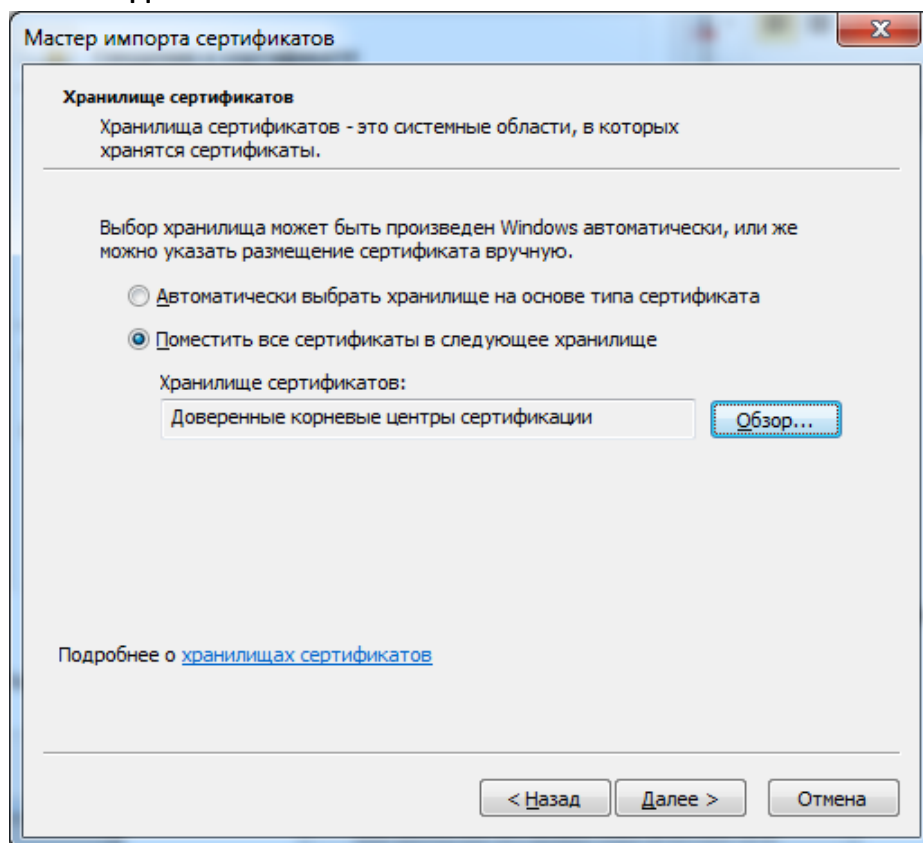 Мастер импорта сертификатов
Хранилище сертификатов
Хранилища сертификатов - это системные области, в которых
хранятся сертификаты.
Выбор хранилища может быть произведен Windows автоматически, или же
можно указать размещение сертификата вручную.
Автоматически выбрать хранилище на основе типа сертификата
Поместить все сертификаты в следующее хранилище
Хранилище сертификатов:
Доверенные корневые центры сертификации
Обзор...
Подробнее о хранилищах сертификатов
< Назад
Далее >
Отмена